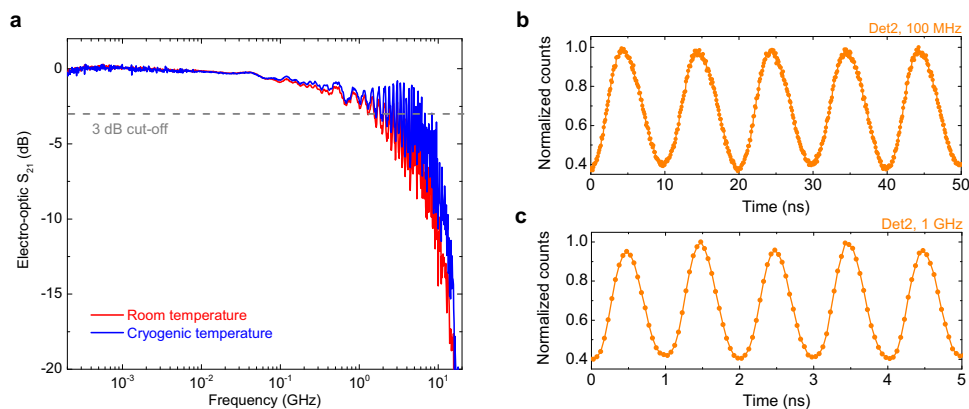 a
0
-5
-10
-15
-20
Electro-optic S21 (dB)
3 dB cut-off
Room temperature
Cryogenic temperature
10-3 10-2 10-1 100 101
Frequency (GHz)
b
Det2, 100 MHz
1.0
0.8
0.6
0.4
Normalized counts
0 10 20 30 40 50
Time (ns)
c
Det2, 1 GHz
1.0
0.8
0.6
0.4
Normalized counts
0 1 2 3 4 5
Time (ns)